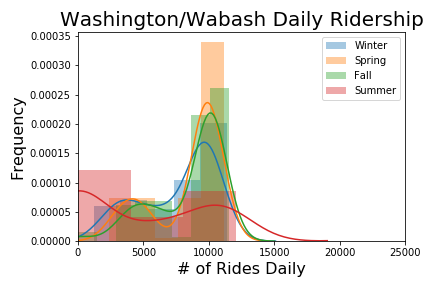 Washington/Wabash Daily Ridership
0.00035
0.00030
0.00025
0.00020
0.00015
0.00010
0.00005
0.00000
Frequency
Winter
Spring
Fall
Summer
0 5000 10000 15000 20000 25000
# of Rides Daily